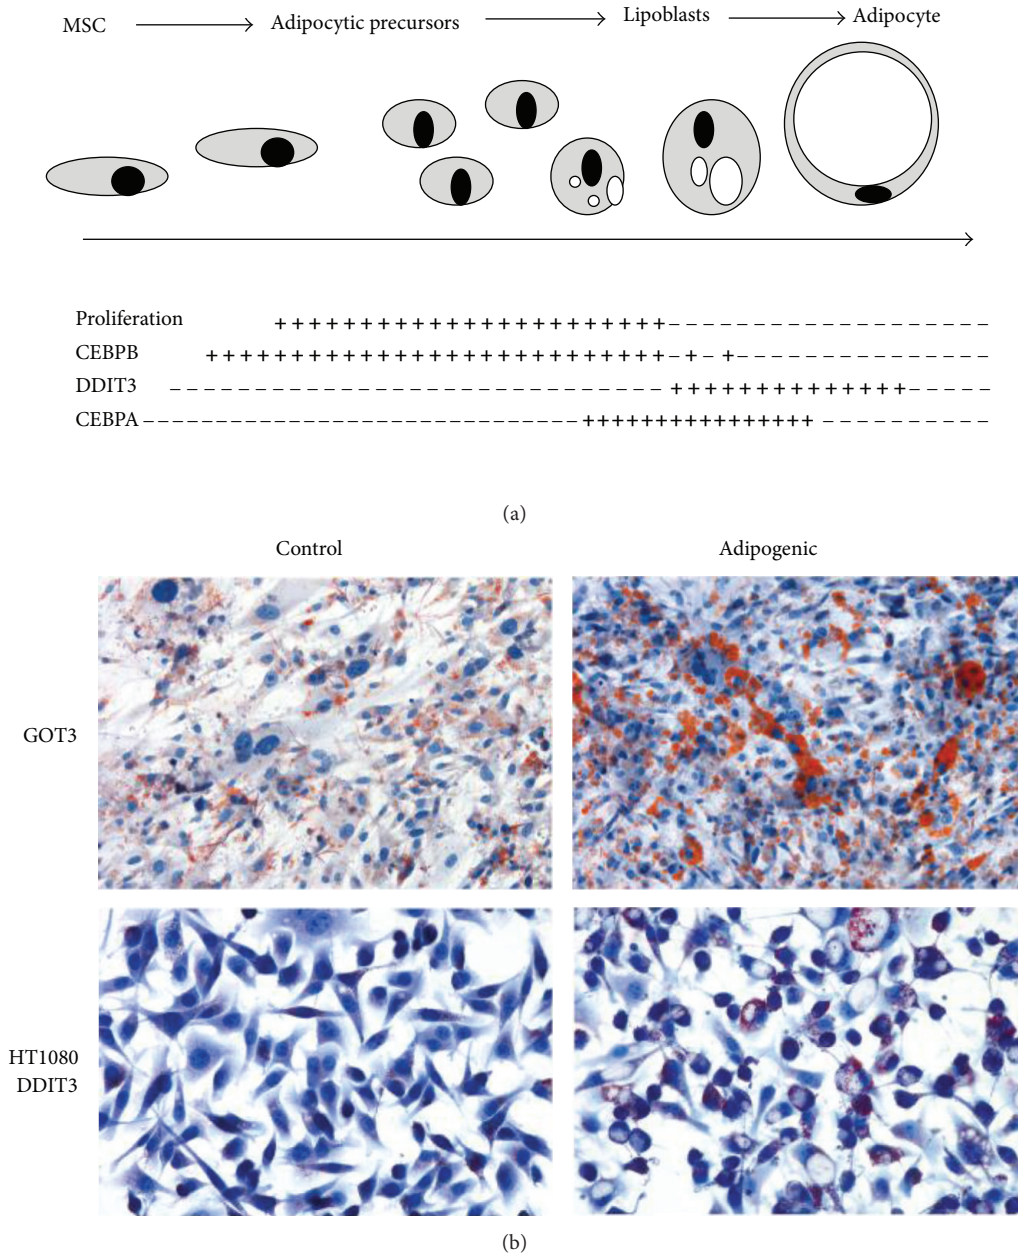 MSC Adipocytic precursors Lipoblasts Adipocyte
Proliferation + + + + + + + + + + + + + + + + + + + + + + + – – – – – – – – – – – – – – – – – – –
CEBPB + + + + + + + + + + + + + + + + + + + + + + + + + + + – + – + – – – – – – – – – – – – – – –
DDIT3 – – – – – – – – – – – – – – – – – – – – – – – – – – – – – + + + + + + + + + + + + + + – – – – –
CEBPA – – – – – – – – – – – – – – – – – – – – – – – – – – – – – – + + + + + + + + + + + + + + + + – – – – – – – – – –
(a)
Control Adipogenic
GOT3
HT1080
DDIT3
(b)